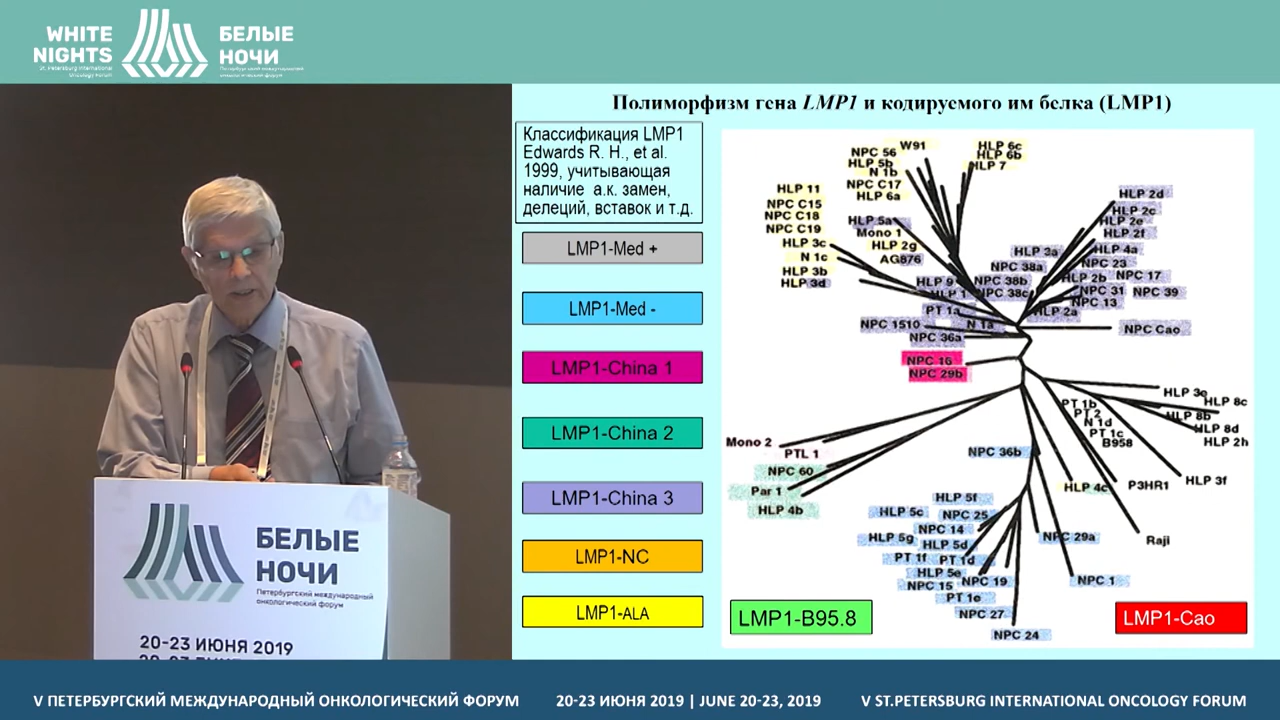 WHITE
NIGHTS
St. Petersburg International
Oncology Forum
БЕЛЫЕ
НОЧИ
Петербургский международный
онкологический форум
Полиморфизм гена LMP1 и кодируемого им белка (LMP1)
Классификация LMP1
Edwards R. H., et al.
1999, учитывающая
наличие а.к. замен,
делеций, вставок и т.д.
LMP1-Med +
LMP1-Med -
LMP1-China 1
LMP1-China 2
LMP1-China 3
LMP1-NC
LMP1-ALA
W91
NPC 56
HLP 5b
N 1b
NPC C17
HLP 6a
HLP 6c
HLP 6b
HLP 7
HLP 11
NPC C15
NPC C18
NPC C19
HLP 3c
N 1c
HLP 3b
HLP 3d
HLP 5a
Mono 1
HLP 2g
AG876
HLP 2d
HLP 2c
HLP 2e
HLP 2f
HLP 3a
HLP 4a
NPC 38a
NPC 23
HLP 9
NPC 38b
HLP 2b
NPC 17
HLP 1
NPC 38c
NPC 31
NPC 39
NPC 13
PT 1a
HLP 2a
NPC 1510
N 1a
NPC Cao
NPC 36a
NPC 16
NPC 29b
HLP 3e
HLP 8c
PT 1b
PT 2
HLP 8b
N 1d
HLP 8d
PT 1c
B958
HLP 2h
Mono 2
PTL 1
NPC 36b
NPC 60
Par 1
HLP 4b
HLP 4c
P3HR1
HLP 3f
HLP 5f
HLP 5c
NPC 25
NPC 14
HLP 5g
HLP 5d
NPC 29a
Raji
PT 1f
PT 1d
HLP 5e
NPC 19
NPC 1
NPC 15
PT 1e
NPC 27
NPC 24
LMP1-B95.8
LMP1-Cao
БЕЛЫЕ
НОЧИ
Петербургский международный
онкологический форум
20-23 ИЮНЯ 2019
V ПЕТЕРБУРГСКИЙ МЕЖДУНАРОДНЫЙ ОНКОЛОГИЧЕСКИЙ ФОРУМ
20-23 ИЮНЯ 2019 | JUNE 20-23, 2019
V ST.PETERSBURG INTERNATIONAL ONCOLOGY FORUM